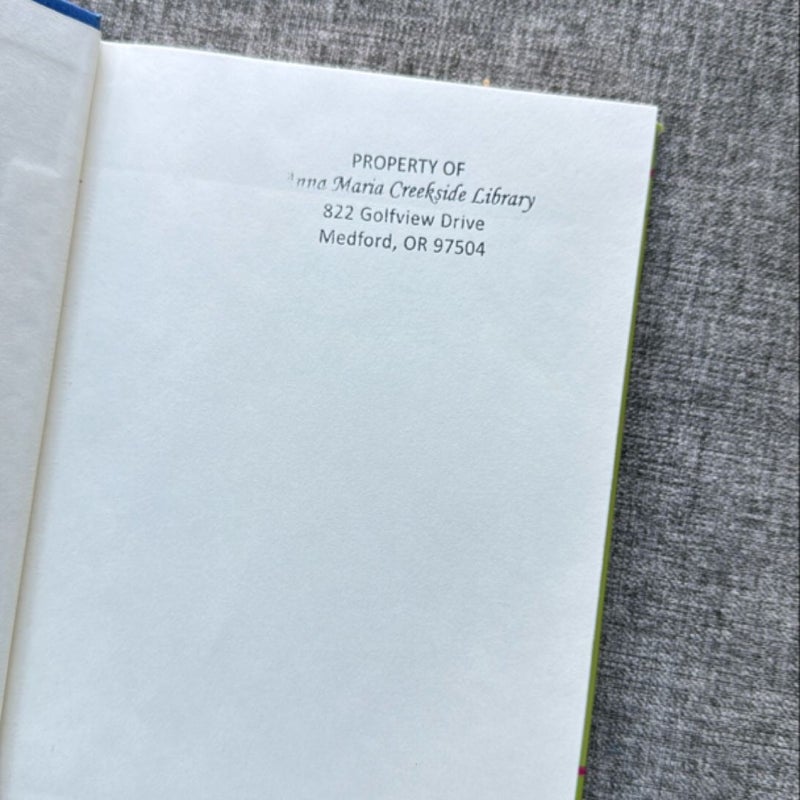 PROPERTY OF
Anna Maria Creekside Library
822 Golfview Drive
Medford, OR 97504